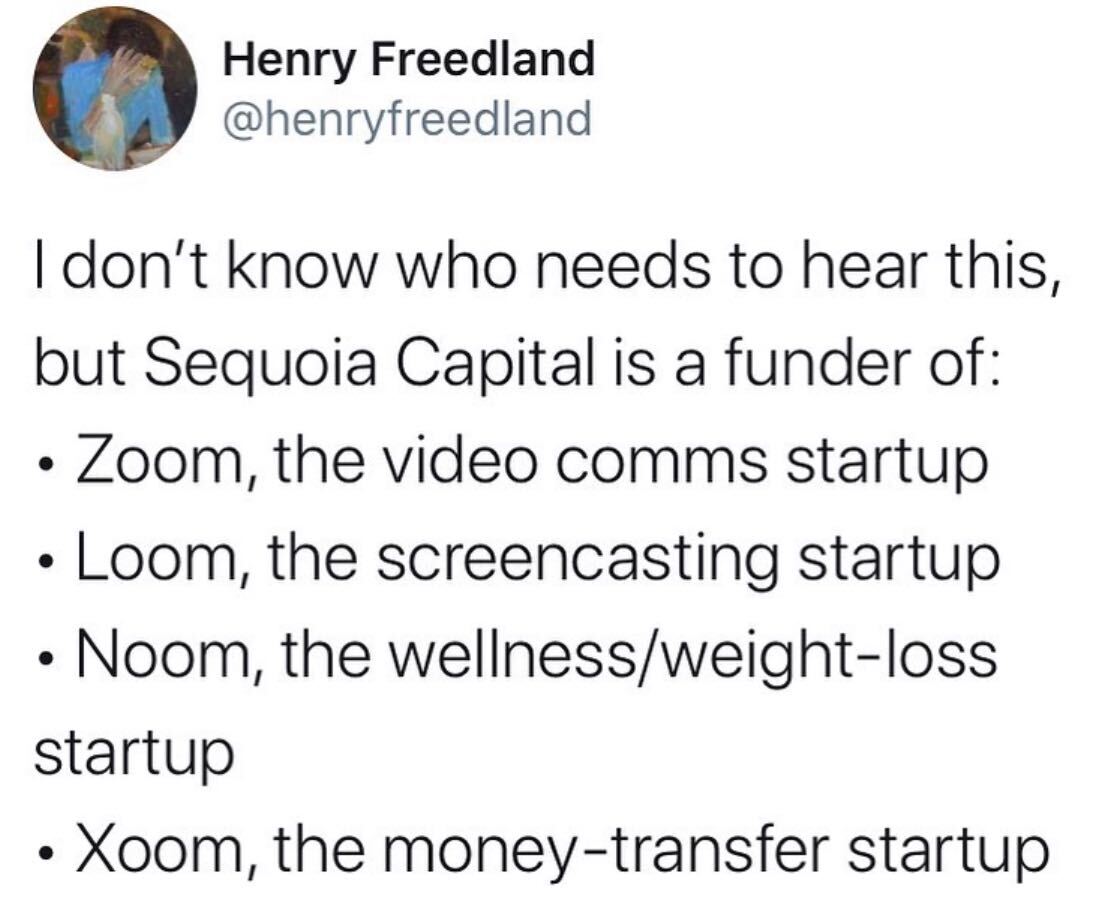 Henry Freedland
@henryfreedland
I don’t know who needs to hear this,
but Sequoia Capital is a funder of:
• Zoom, the video comms startup
• Loom, the screencasting startup
• Noom, the wellness/weight-loss
startup
• Xoom, the money-transfer startup